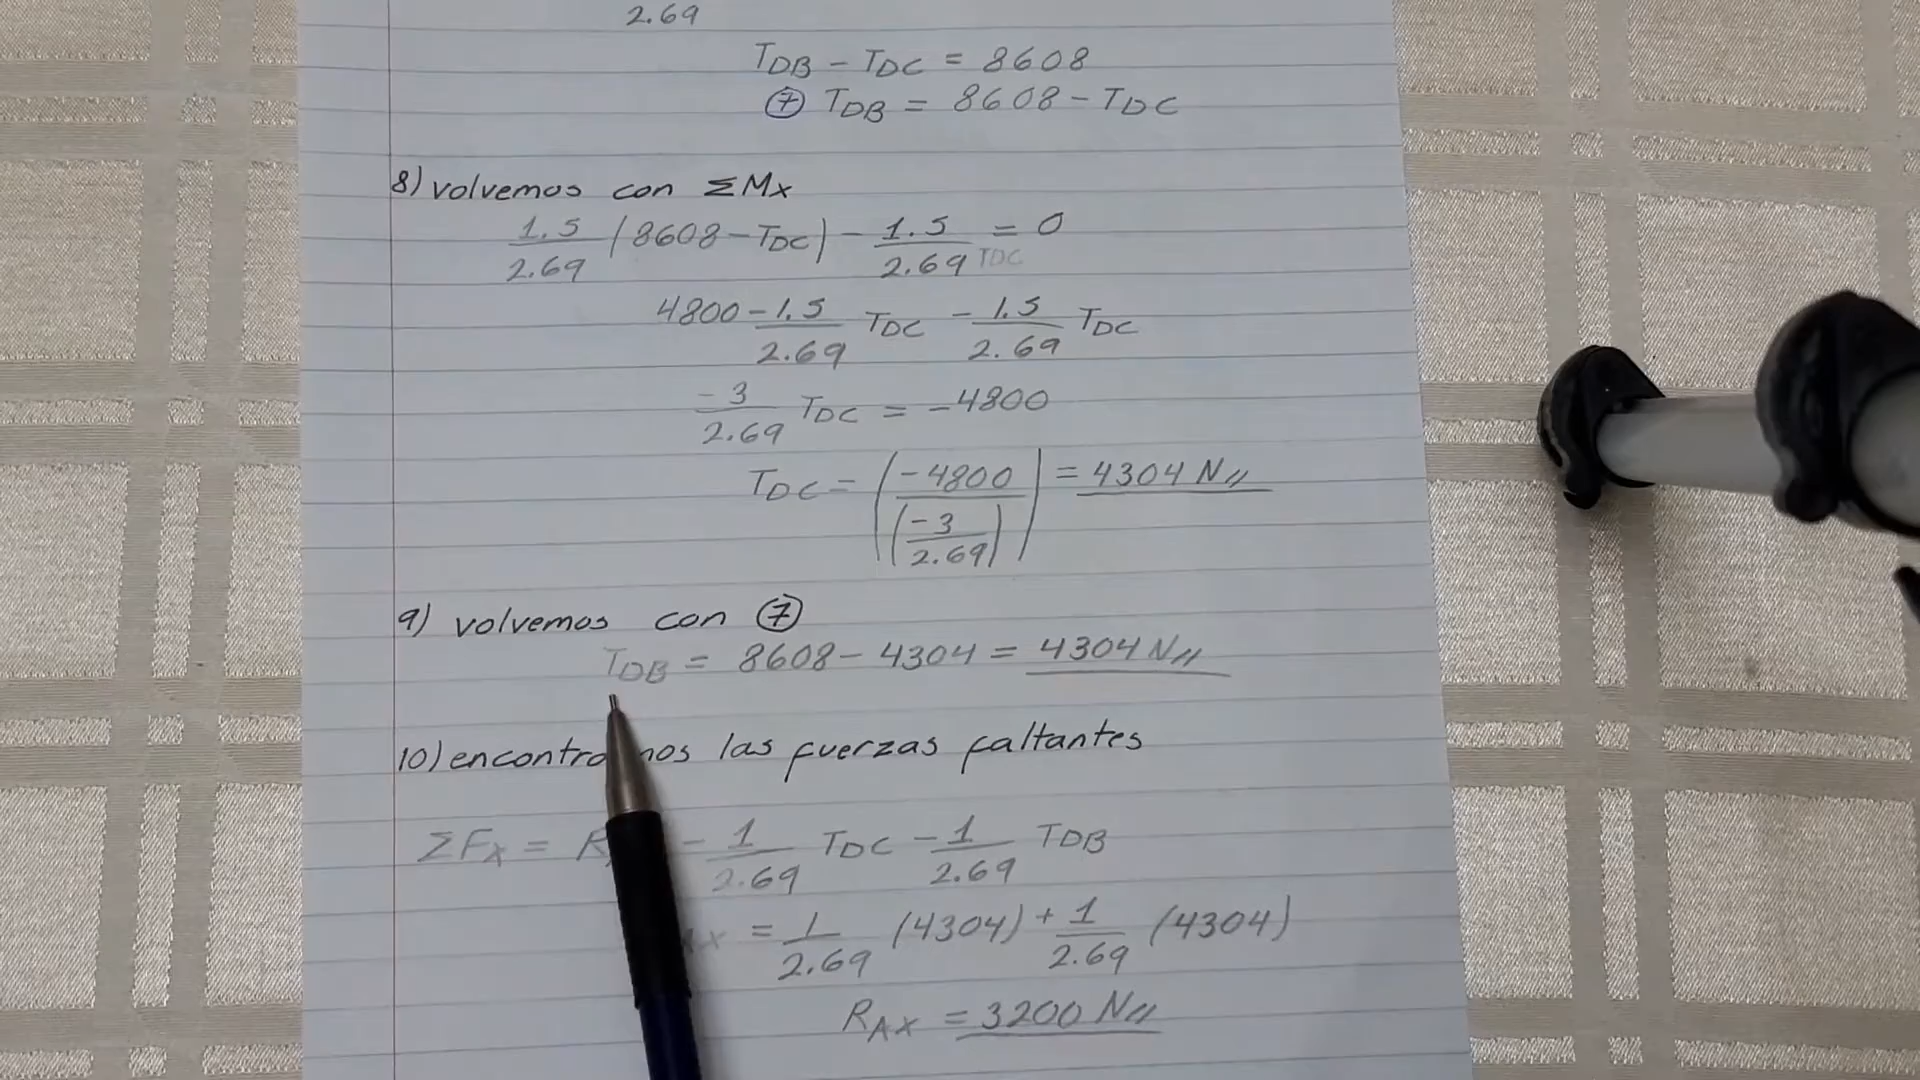 2.69
TDB - TDC = 8608
⑦ TDB = 8608 - TDC
8) volvemos con ΣMx
1.5/2.69 (8608 - TDC) - 1.5/2.69 TDC = 0
4800 - 1.5/2.69 TDC - 1.5/2.69 TDC
-3/2.69 TDC = -4800
TDC = (-4800/(-3/2.69)) = 4304 N//
9) volvemos con ⑦
TDB = 8608 - 4304 = 4304 N//
10) encontra nos las fuerzas faltantes
ΣFx = R - 1/2.69 TDC - 1/2.69 TDB
x = 1/2.69 (4304) + 1/2.69 (4304)
RAX = 3200 N//